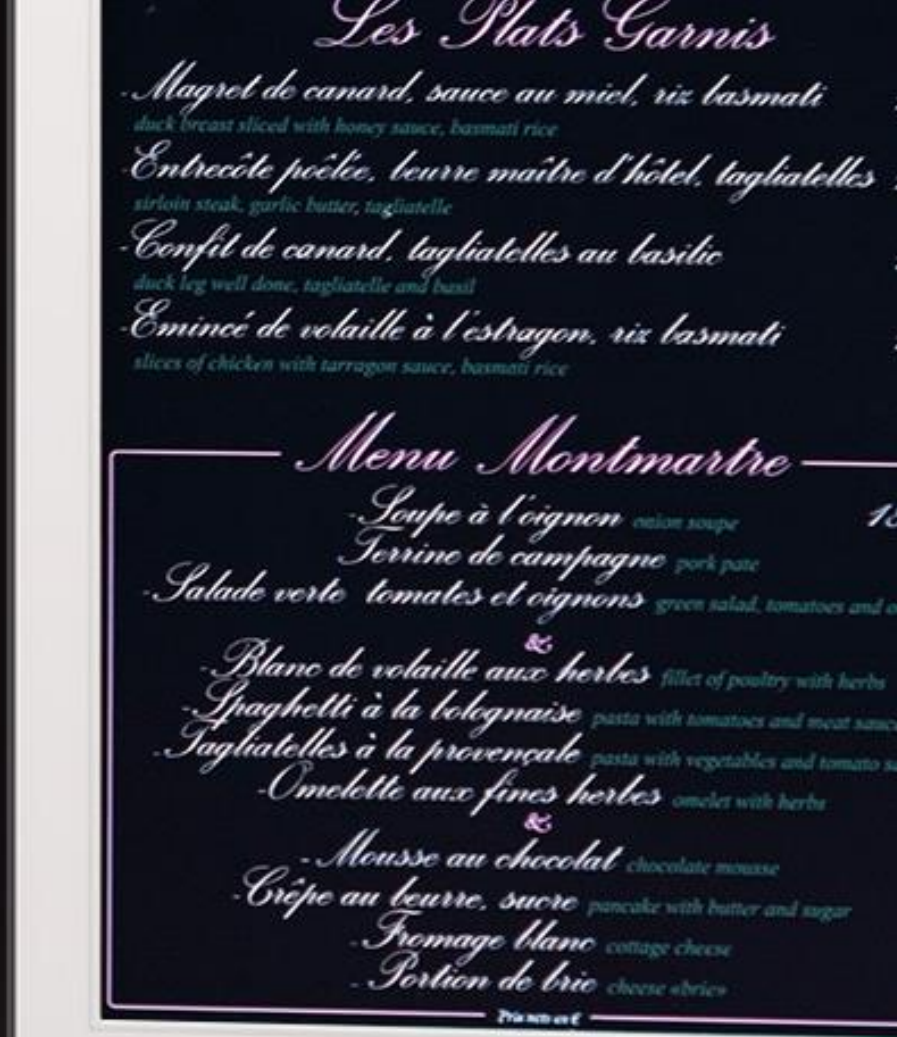 Les Plats Garnis
-Magret de canard, sauce au miel, riz basmati
duck breast sliced with honey sauce, basmati rice
-Entrecôte poêlée, beurre maître d'hôtel, tagliatelles
sirloin steak, garlic butter, tagliatelle
-Confit de canard, tagliatelles au basilic
duck leg well done, tagliatelle and basil
-Emincé de volaille à l'estragon, riz basmati
slices of chicken with tarragon sauce, basmati rice
Menu Montmartre
-Soupe à l'oignon onion soupe
Terrine de campagne pork pate
-Salade verte tomates et oignons green salad, tomatoes and
&
-Blanc de volaille aux herbes fillet of poultry with herbs
-Spaghetti à la bolognaise pasta with tomatoes and meat sauce
-Tagliatelles à la provençale pasta with vegetables and tomato
-Omelette aux fines herbes omelet with herbs
&
-Mousse au chocolat chocolate mousse
-Crêpe au beurre, sucre pancake with butter and sugar
-Fromage blanc cottage cheese
-Portion de brie cheese «brie»
Prix nets en €